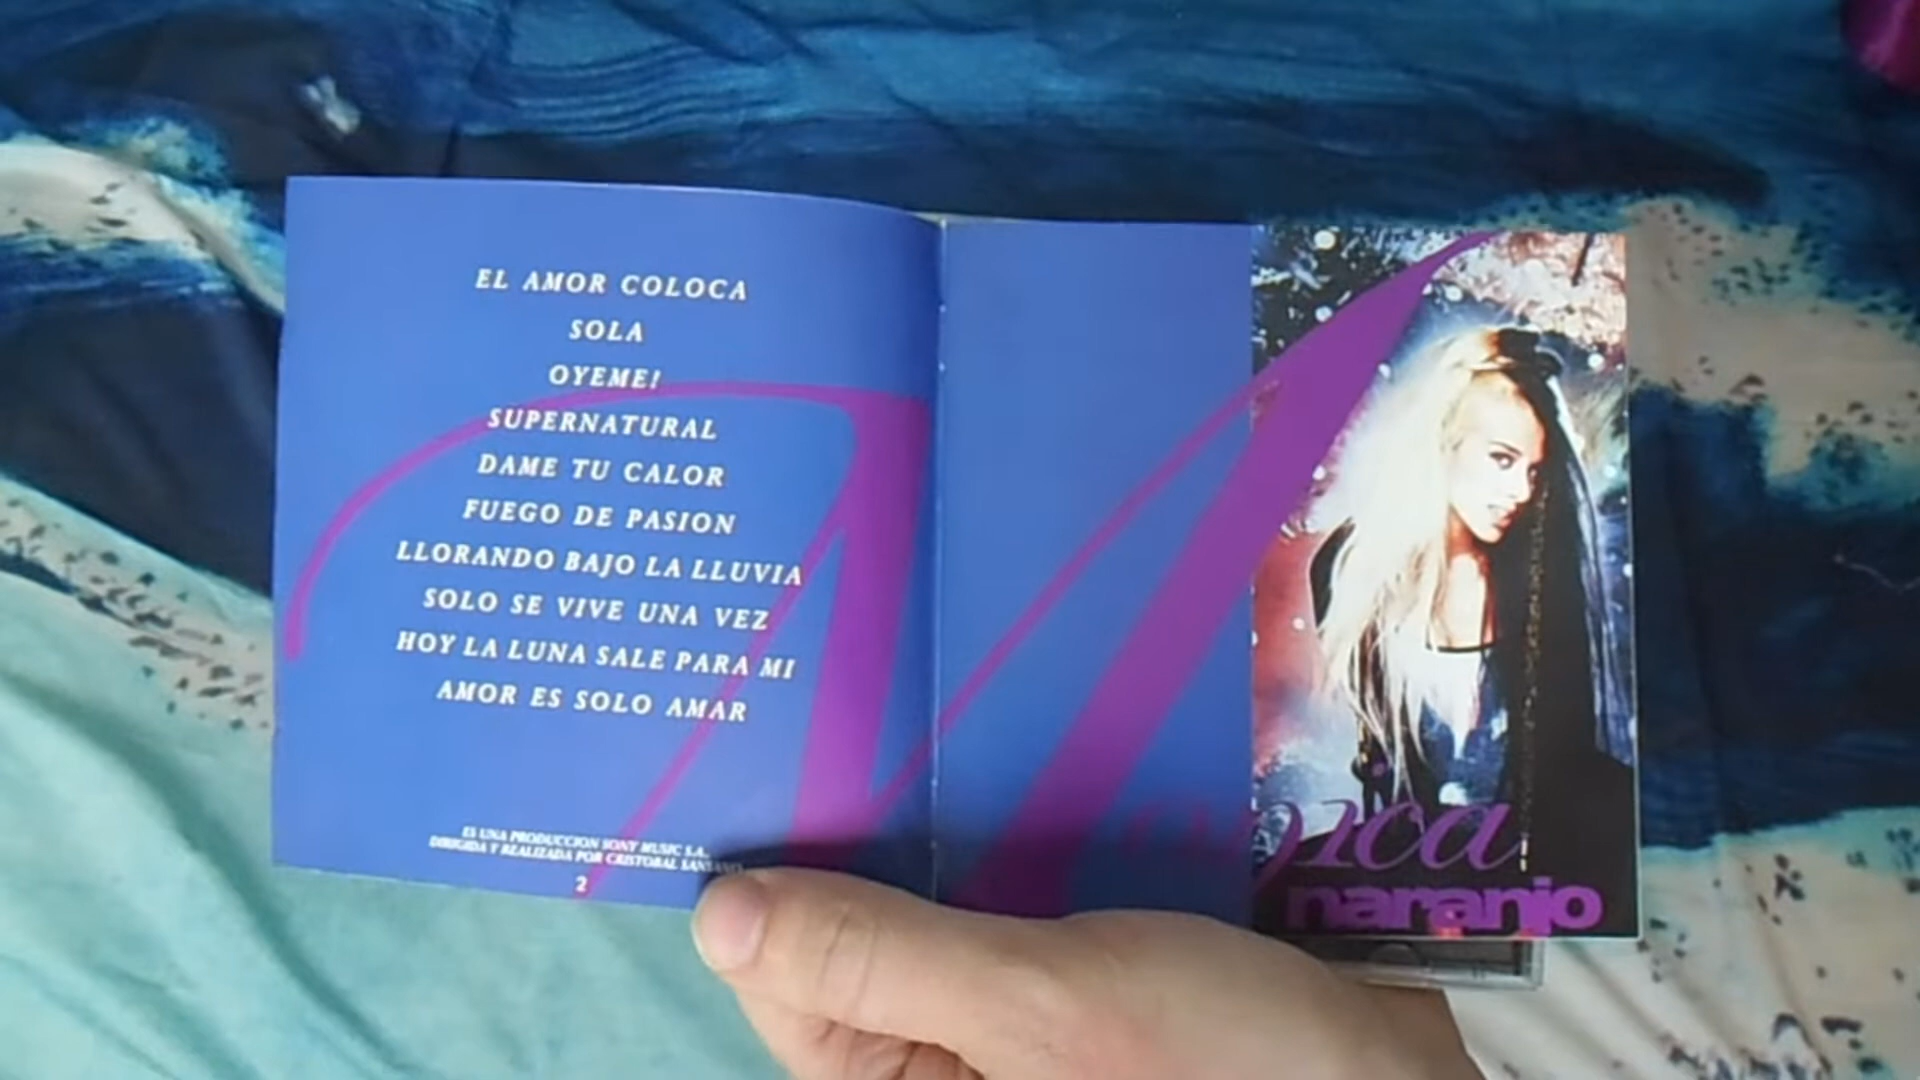 EL AMOR COLOCA
SOLA
OYEME!
SUPERNATURAL
DAME TU CALOR
FUEGO DE PASION
LLORANDO BAJO LA LLUVIA
SOLO SE VIVE UNA VEZ
HOY LA LUNA SALE PARA MI
AMOR ES SOLO AMAR
ES UNA PRODUCCION SONY MUSIC S.A.,
DIRIGIDA Y REALIZADA POR CRISTOBAL SANSANO
2
Mónica
naranjo